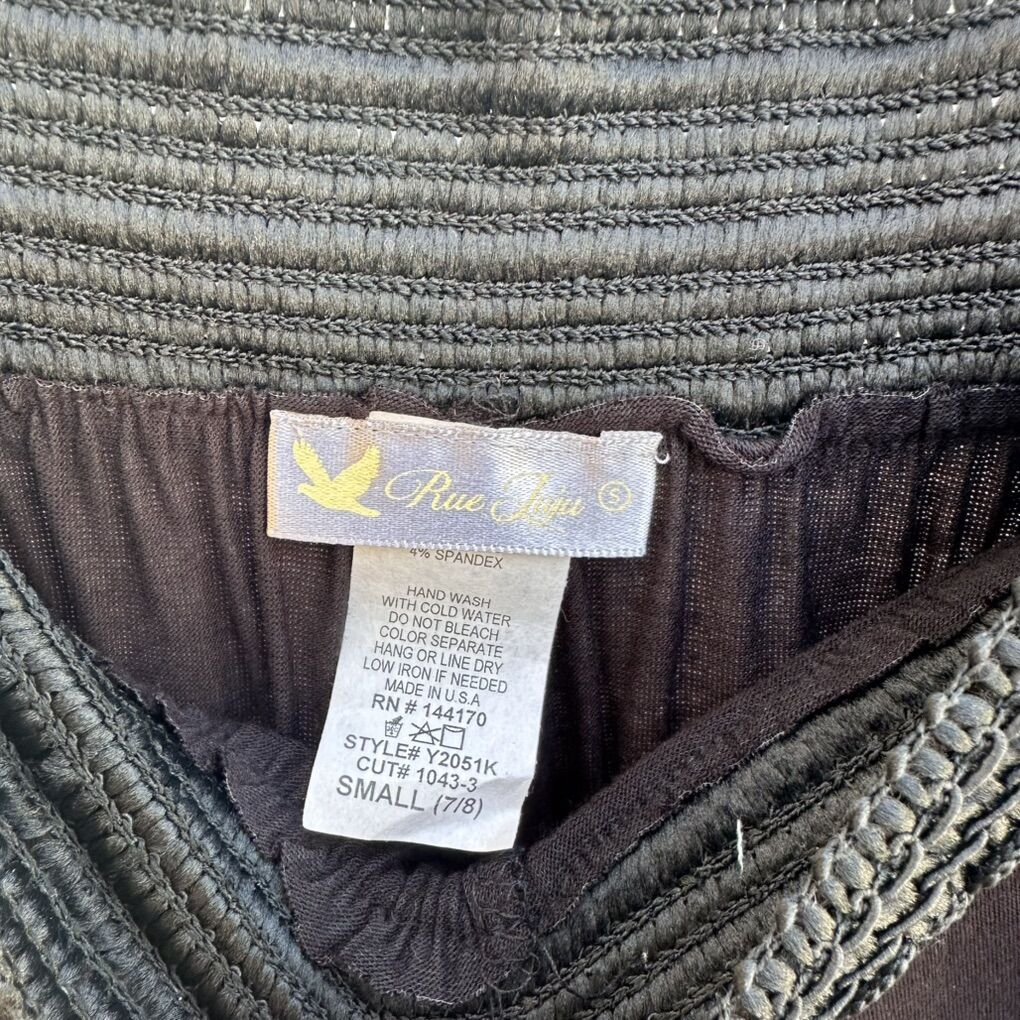 Rue Juju S
4% SPANDEX
HAND WASH
WITH COLD WATER
DO NOT BLEACH
COLOR SEPARATE
HANG OR LINE DRY
LOW IRON IF NEEDED
MADE IN U.S.A
RN # 144170
STYLE# Y2051K
CUT# 1043-3
SMALL (7/8)